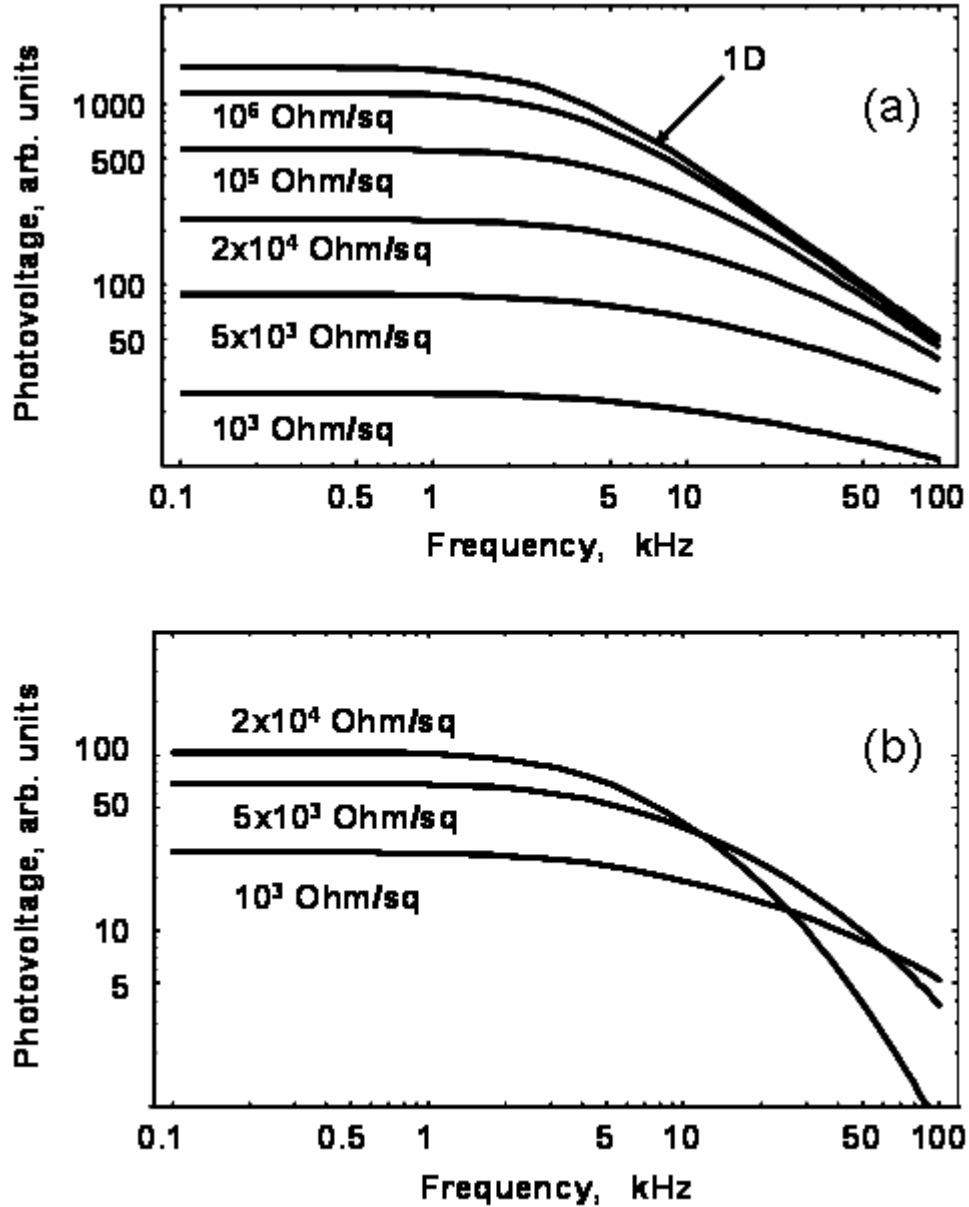 1D
(a)
1000
10⁶ Ohm/sq
500
10⁵ Ohm/sq
2x10⁴ Ohm/sq
100
5x10³ Ohm/sq
50
10³ Ohm/sq
Photovoltage, arb. units
0.1 0.5 1 5 10 50 100
Frequency, kHz
2x10⁴ Ohm/sq
(b)
100
50
5x10³ Ohm/sq
10³ Ohm/sq
10
5
Photovoltage, arb. units
0.1 0.5 1 5 10 50 100
Frequency, kHz